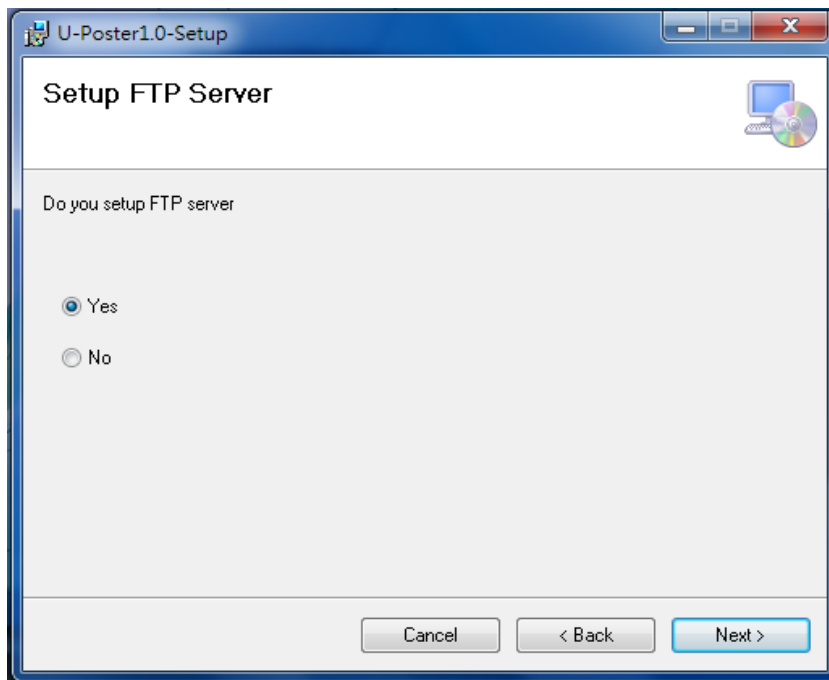 U-Poster1.0-Setup
Setup FTP Server
Do you setup FTP server
Yes
No
Cancel
< Back
Next >